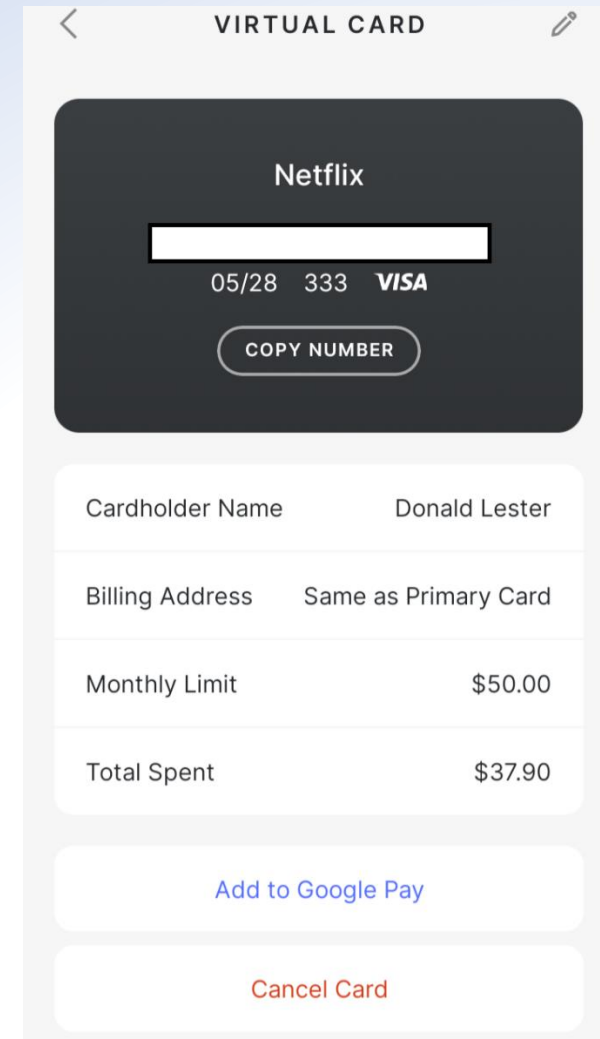 VIRTUAL CARD
Netflix
05/28 333 VISA
COPY NUMBER
Cardholder Name Donald Lester
Billing Address Same as Primary Card
Monthly Limit $50.00
Total Spent $37.90
Add to Google Pay
Cancel Card